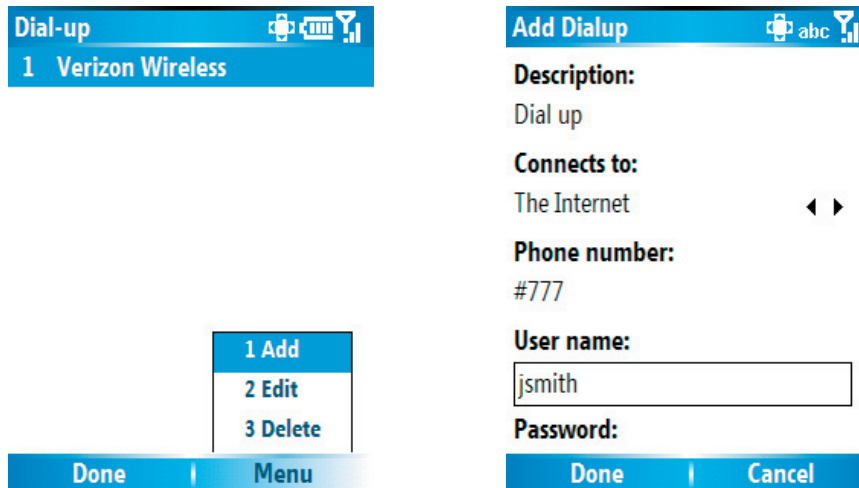 Dial-up
1 Verizon Wireless
1 Add
2 Edit
3 Delete
Done Menu
Add Dialup abc
Description:
Dial up
Connects to:
The Internet
Phone number:
#777
User name:
jsmith
Password:
Done Cancel